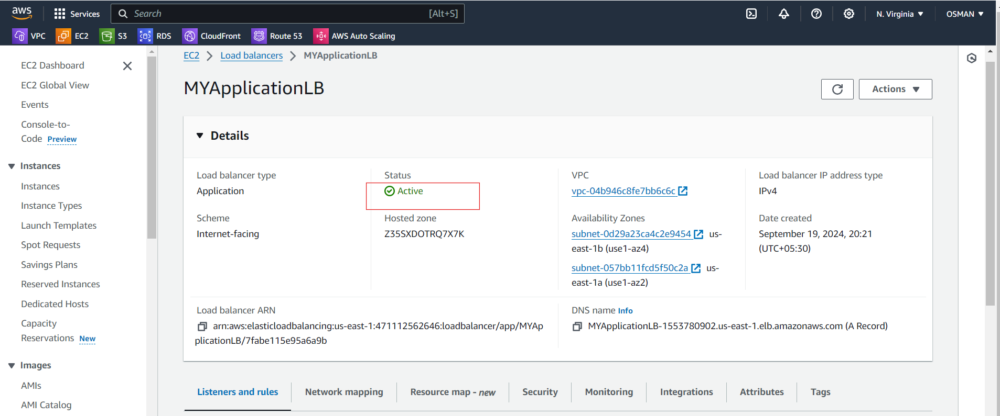 aws
Services
Search
[Alt+S]
N. Virginia
OSMAN
VPC
EC2
S3
RDS
CloudFront
Route 53
AWS Auto Scaling
EC2 Dashboard
EC2 Global View
Events
Console-to-
Code Preview
Instances
Instances
Instance Types
Launch Templates
Spot Requests
Savings Plans
Reserved Instances
Dedicated Hosts
Capacity
Reservations New
Images
AMIs
AMI Catalog
EC2 > Load balancers > MYApplicationLB
MYApplicationLB
Actions
Details
Load balancer type
Application
Status
Active
VPC
vpc-04b946c8fe7bb6c6c
Load balancer IP address type
IPv4
Scheme
Internet-facing
Hosted zone
Z35SXDOTRQ7X7K
Availability Zones
subnet-0d29a23ca4c2e9454 us-
east-1b (use1-az4)
subnet-057bb11fcd5f50c2a us-
east-1a (use1-az2)
Date created
September 19, 2024, 20:21
(UTC+05:30)
Load balancer ARN
arn:aws:elasticloadbalancing:us-east-1:471112562646:loadbalancer/app/MYAp
plicationLB/7fabe115e95a6a9b
DNS name Info
MYApplicationLB-1553780902.us-east-1.elb.amazonaws.com (A Record)
Listeners and rules
Network mapping
Resource map - new
Security
Monitoring
Integrations
Attributes
Tags